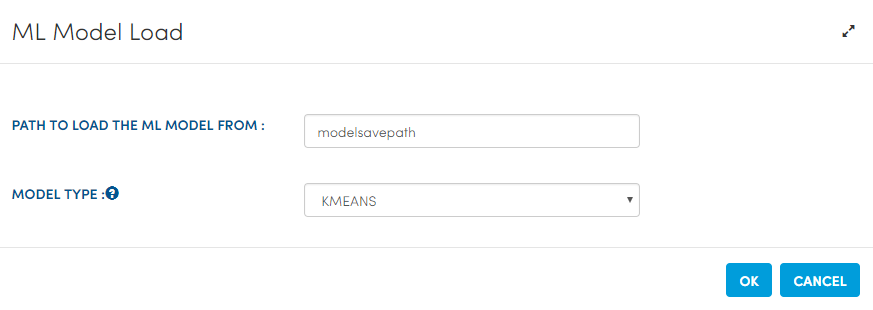 ML Model Load
PATH TO LOAD THE ML MODEL FROM :
modelsavepath
MODEL TYPE :?
KMEANS
OK CANCEL